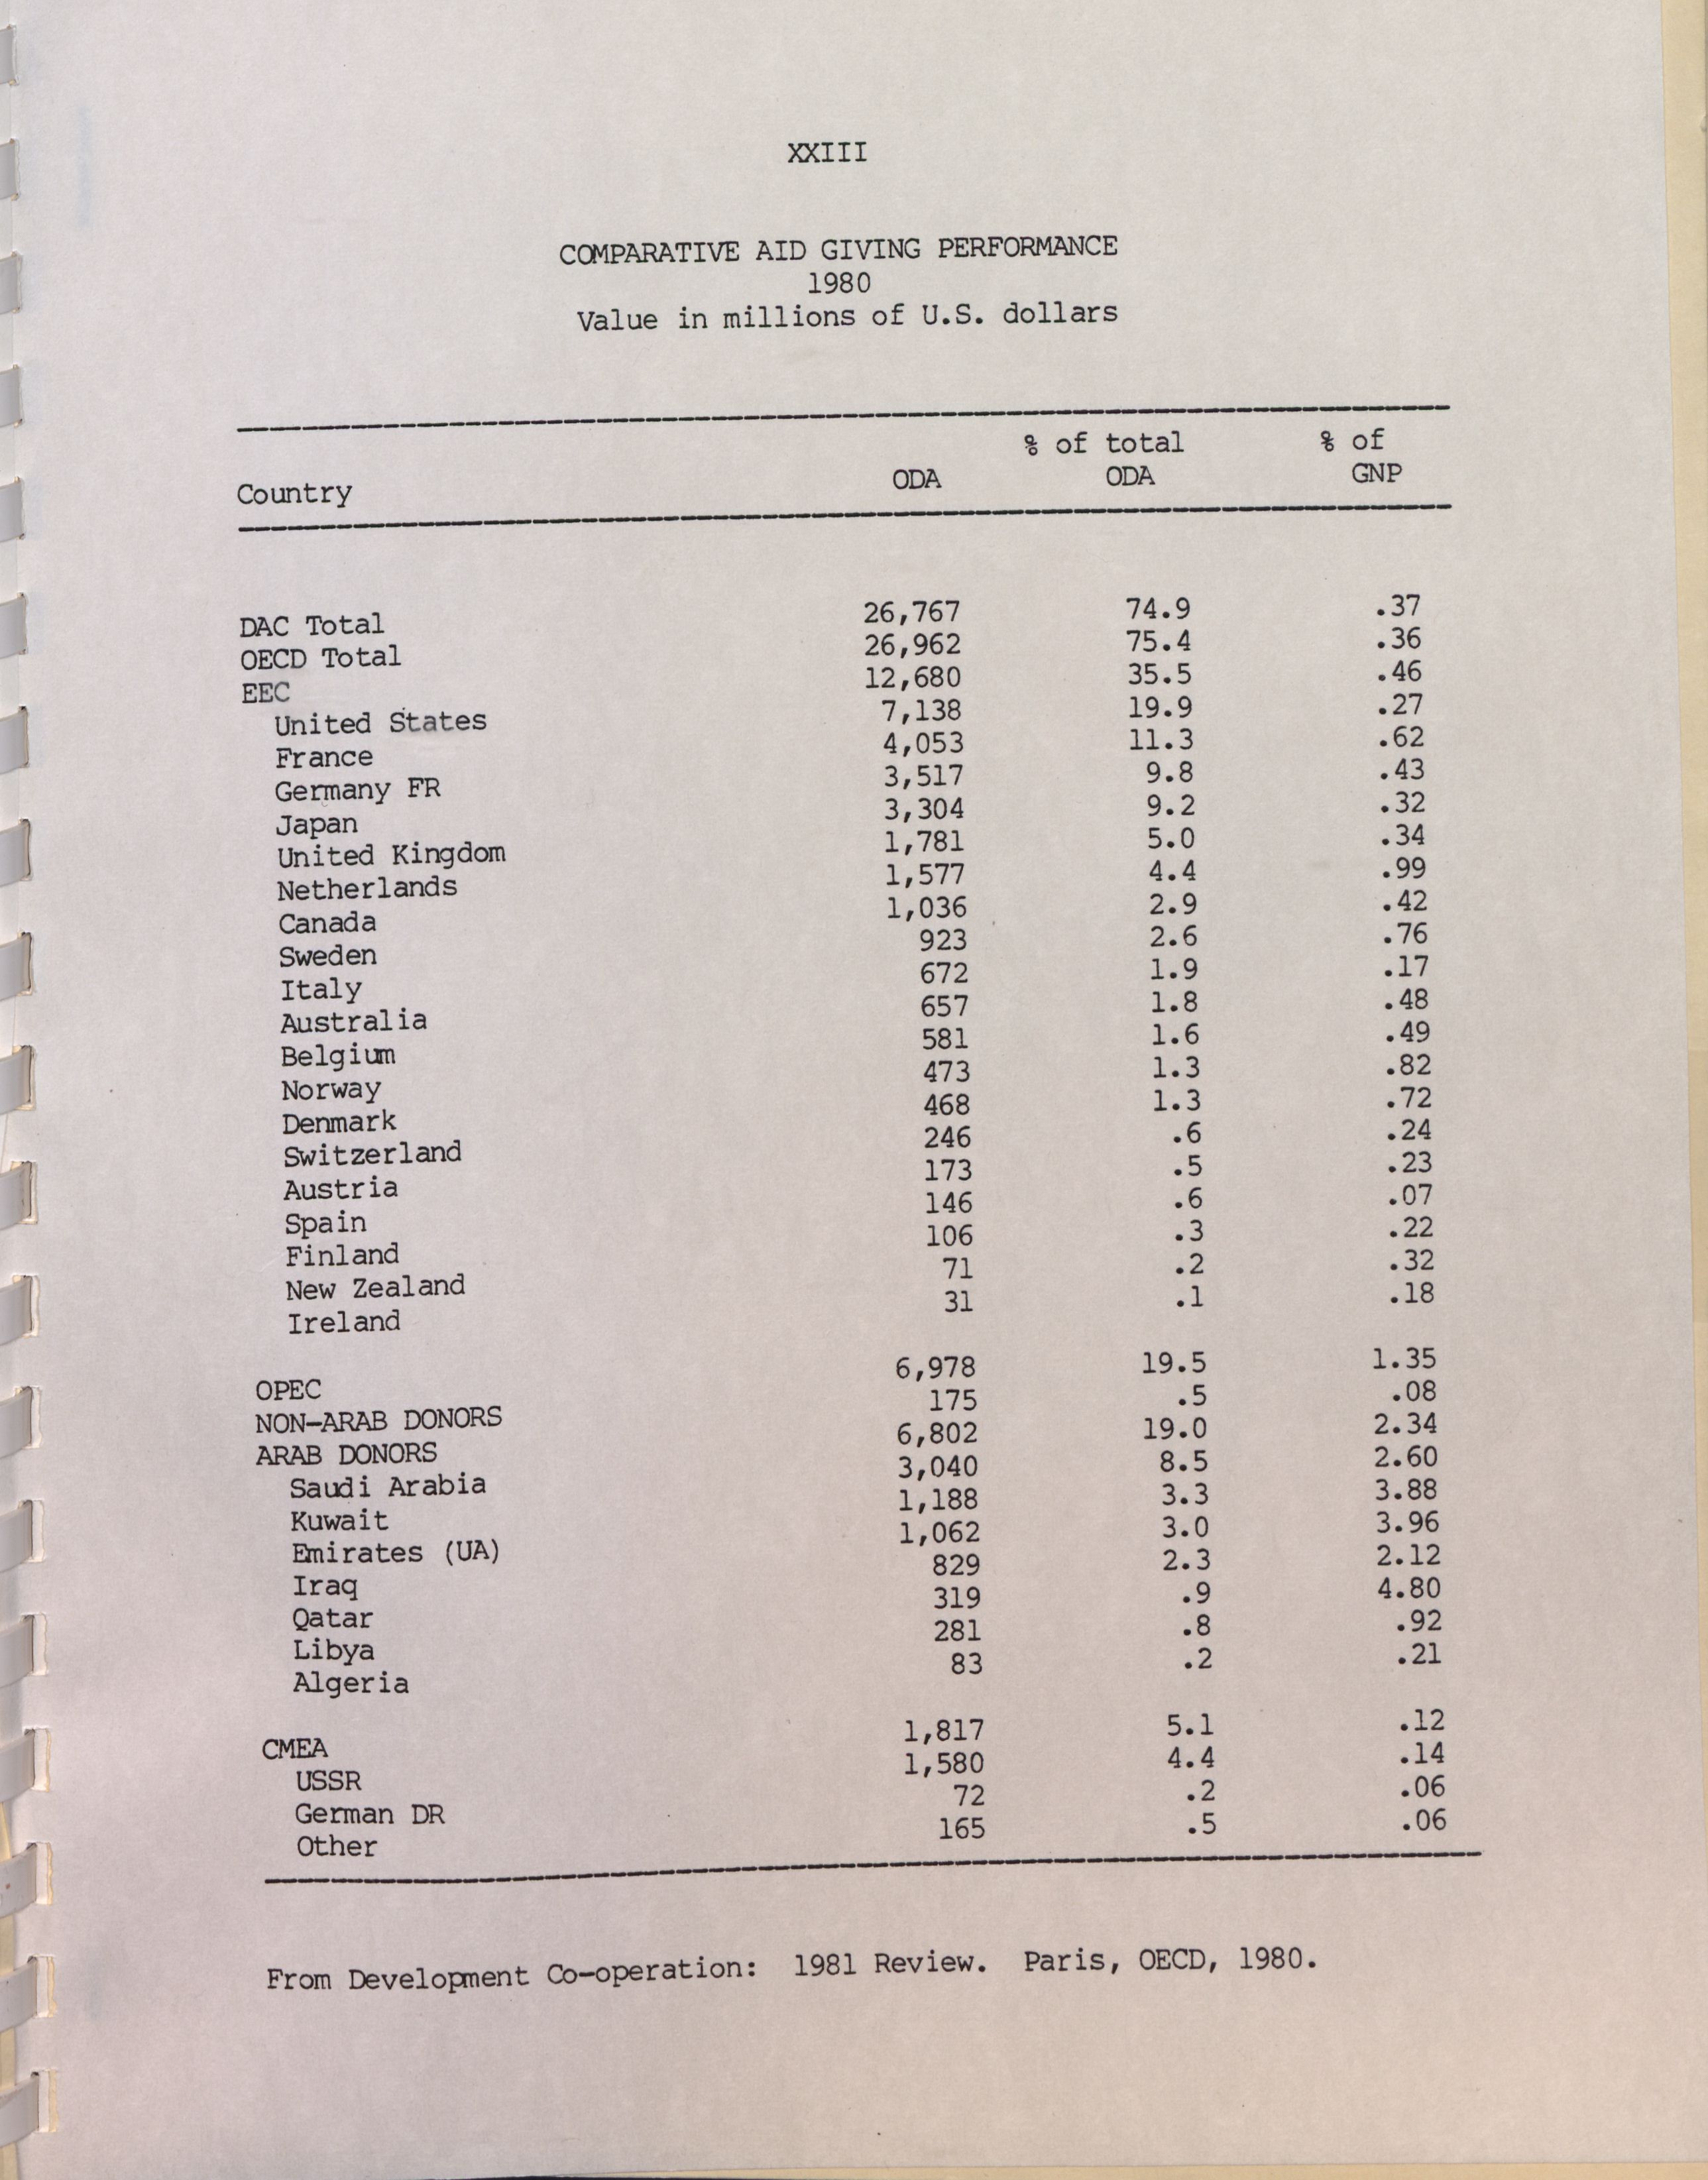 XXIII
COMPARATIVE AID GIVING PERFORMANCE
1980
Value in millions of U.S. dollars
% of total % of
Country ODA ODA GNP
DAC Total 26,767 74.9 .37
OECD Total 26,962 75.4 .36
EEC 12,680 35.5 .46
United States 7,138 19.9 .27
France 4,053 11.3 .62
Germany FR 3,517 9.8 .43
Japan 3,304 9.2 .32
United Kingdom 1,781 5.0 .34
Netherlands 1,577 4.4 .99
Canada 1,036 2.9 .42
Sweden 923 2.6 .76
Italy 672 1.9 .17
Australia 657 1.8 .48
Belgium 581 1.6 .49
Norway 473 1.3 .82
Denmark 468 1.3 .72
Switzerland 246 .6 .24
Austria 173 .5 .23
Spain 146 .6 .07
Finland 106 .3 .22
New Zealand 71 .2 .32
Ireland 31 .1 .18
OPEC 6,978 19.5 1.35
NON-ARAB DONORS 175 .5 .08
ARAB DONORS 6,802 19.0 2.34
Saudi Arabia 3,040 8.5 2.60
Kuwait 1,188 3.3 3.88
Emirates (UA) 1,062 3.0 3.96
Iraq 829 2.3 2.12
Qatar 319 .9 4.80
Libya 281 .8 .92
Algeria 83 .2 .21
CMEA 1,817 5.1 .12
USSR 1,580 4.4 .14
German DR 72 .2 .06
Other 165 .5 .06
From Development Co-operation: 1981 Review. Paris, OECD, 1980.